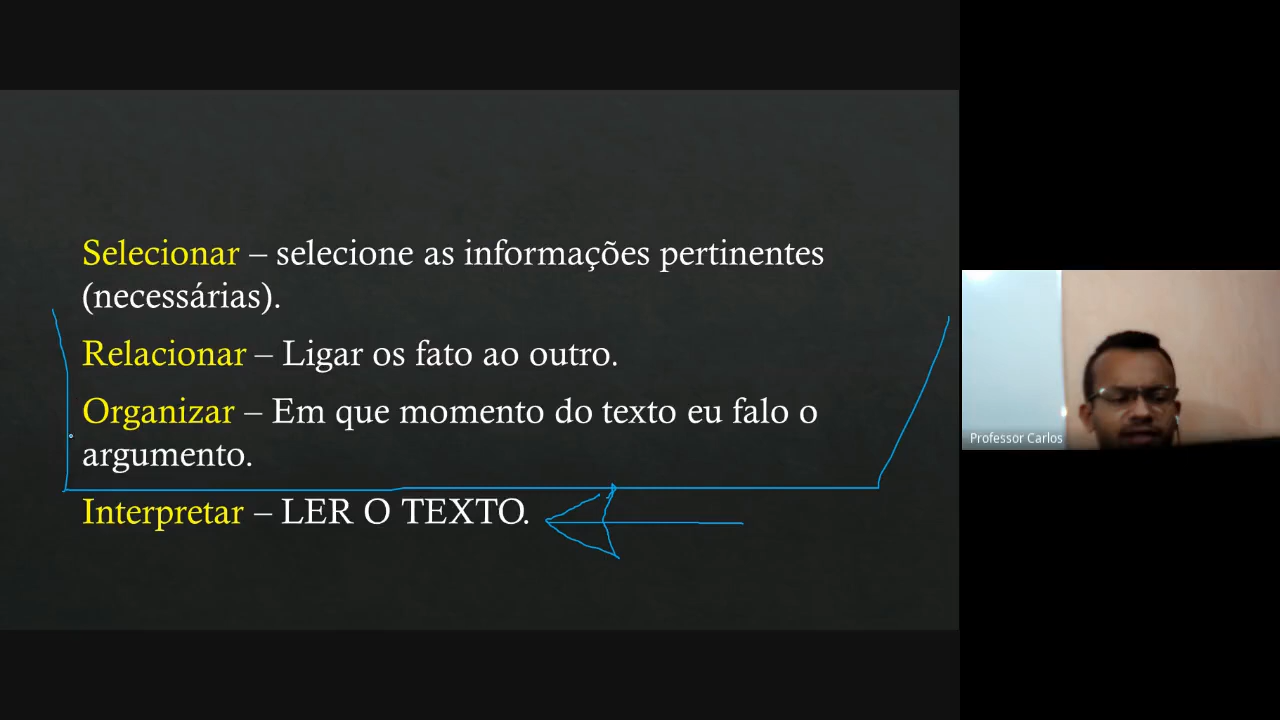 Selecionar – selecione as informações pertinentes
(necessárias).
Relacionar – Ligar os fato ao outro.
Organizar – Em que momento do texto eu falo o
argumento.
Interpretar – LER O TEXTO.
Professor Carlos